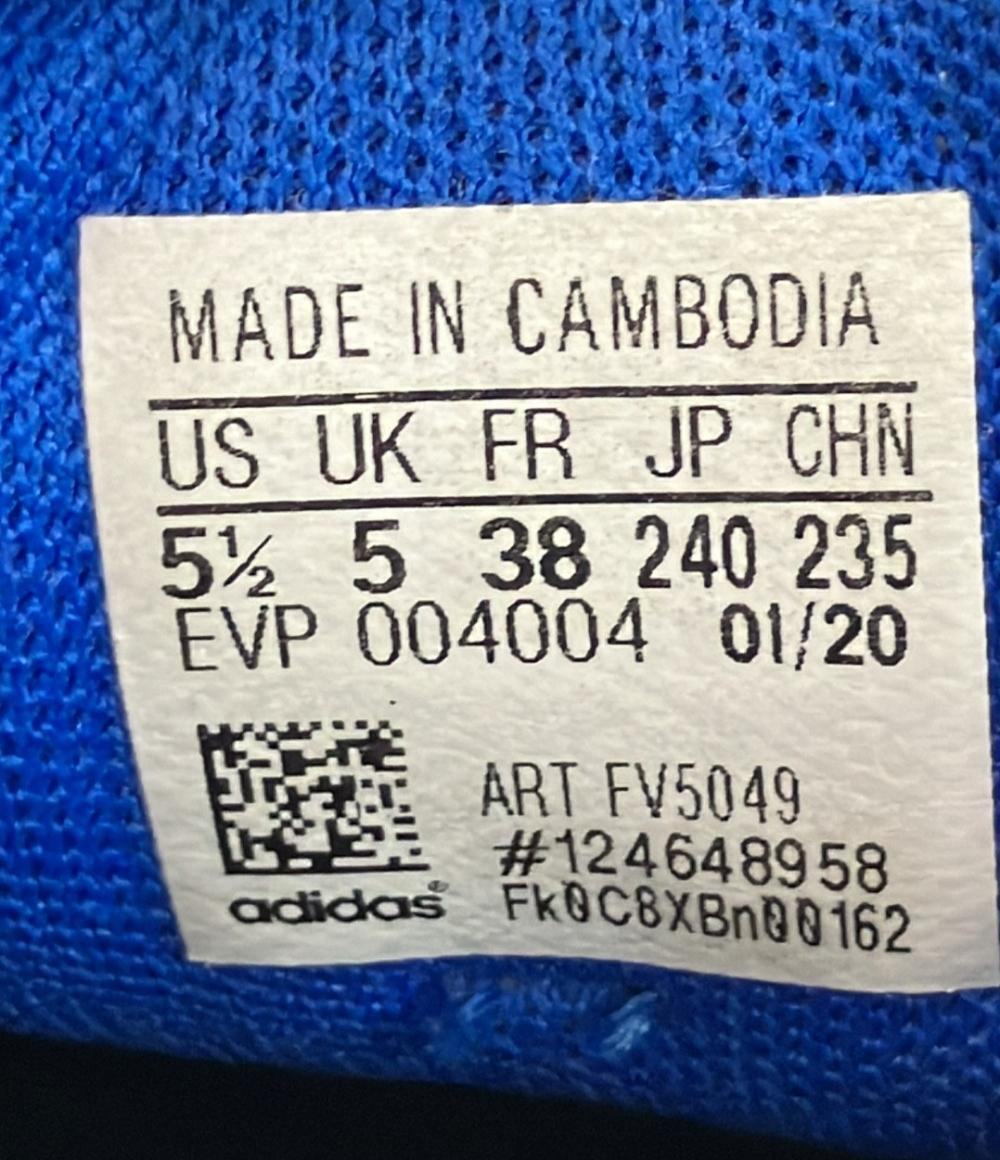 MADE IN CAMBODIA
US UK FR JP CHN
5½ 5 38 240 235
EVP 004004 01/20
ART FV5049
#124648958
adidas® Fk0C8XBn00162